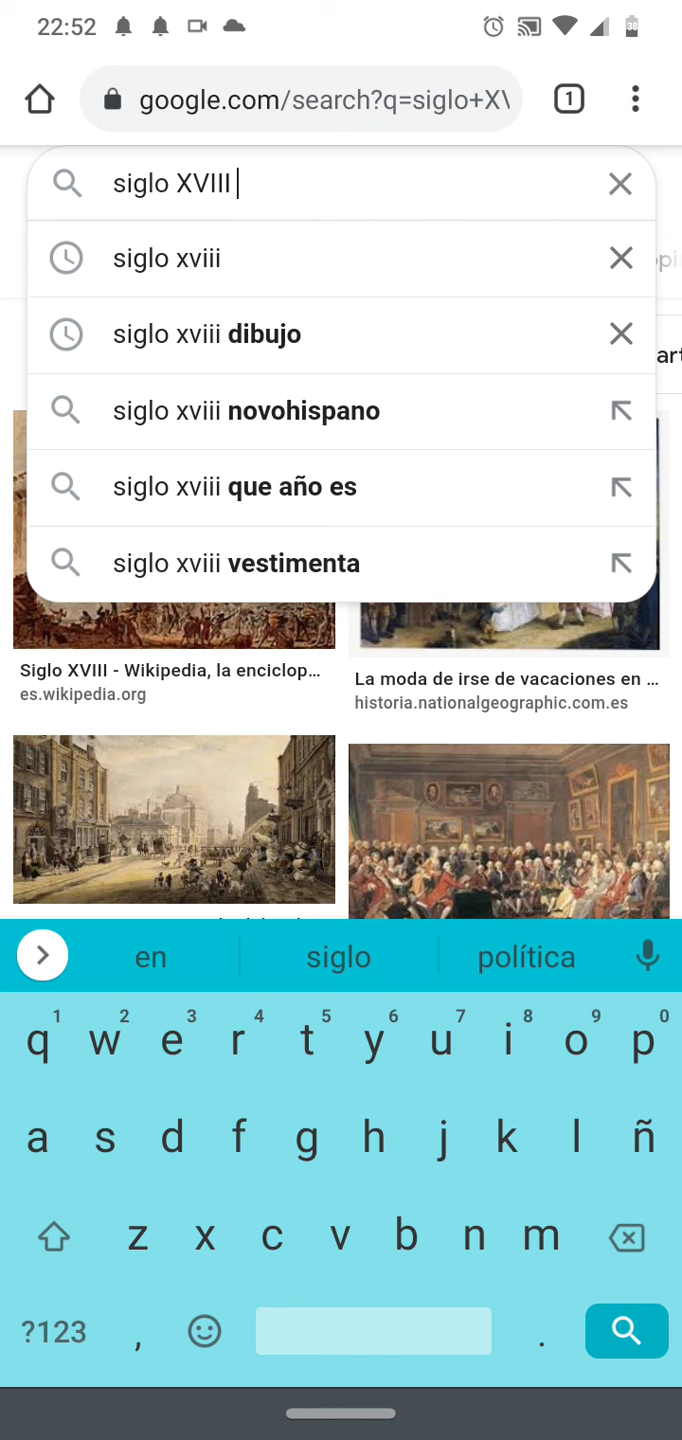 22:52
38
google.com/search?q=siglo+X\
1
siglo XVIII
siglo xviii
opi
siglo xviii dibujo
art
siglo xviii novohispano
siglo xviii que año es
siglo xviii vestimenta
Siglo XVIII - Wikipedia, la enciclop...
es.wikipedia.org
La moda de irse de vacaciones en ...
historia.nationalgeographic.com.es
en siglo política
1 2 3 4 5 6 7 8 9 0
q w e r t y u i o p
a s d f g h j k l ñ
z x c v b n m
?123 , .